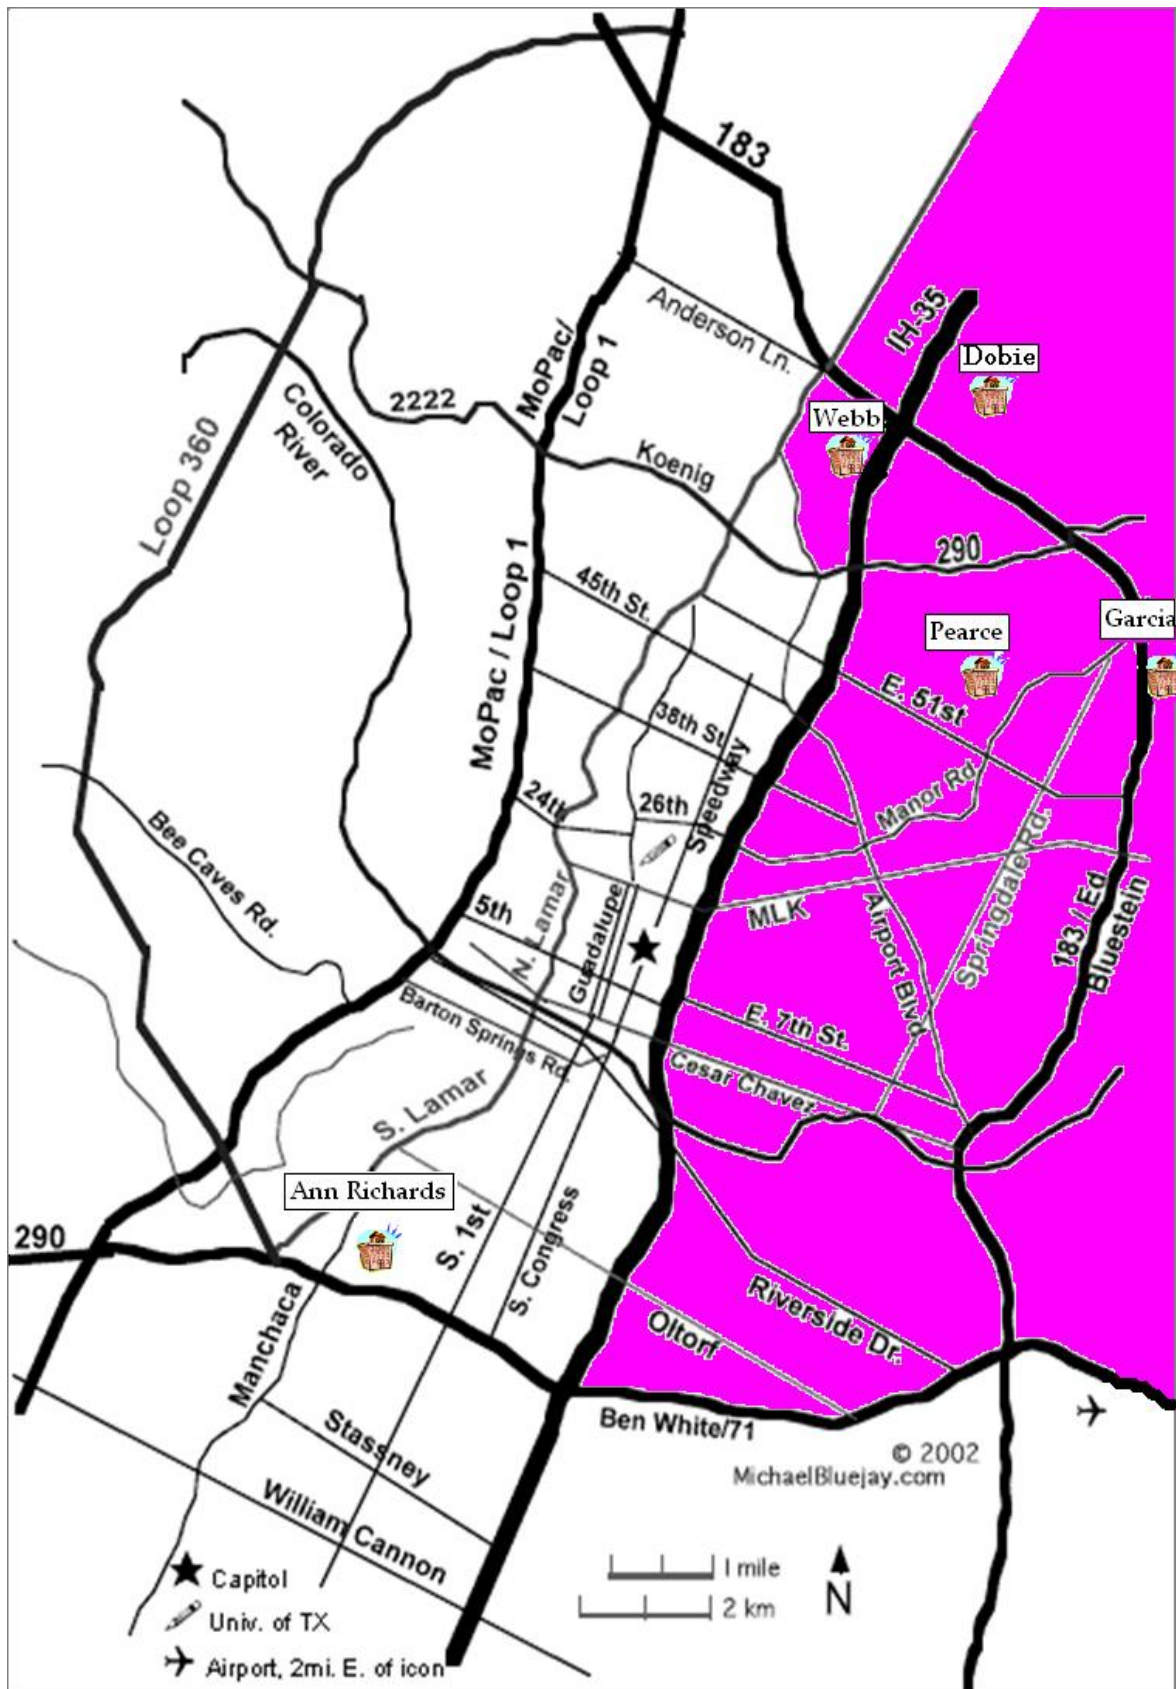 183
IH-35
Anderson Ln.
Dobie
MoPac/
Loop 1
2222
Webb
Colorado
River
Koenig
Loop 360
290
MoPac / Loop 1
45th St.
Pearce
Garcia
E. 51st
38th St.
Speedway
24th
26th
Manor Rd.
Springdale Rd.
Bee Caves Rd.
N. Lamar
Guadalupe
5th
MLK
Airport Blvd.
183 / Ed
Bluestein
Barton Springs Rd.
E. 7th St.
Cesar Chavez
S. Lamar
Ann Richards
290
S. 1st
S. Congress
Riverside Dr.
Oltorf
Manchaca
Ben White/71
Stassney
© 2002
MichaelBluejay.com
William Cannon
1 mile
2 km
N
Capitol
Univ. of TX
Airport, 2mi. E. of icon